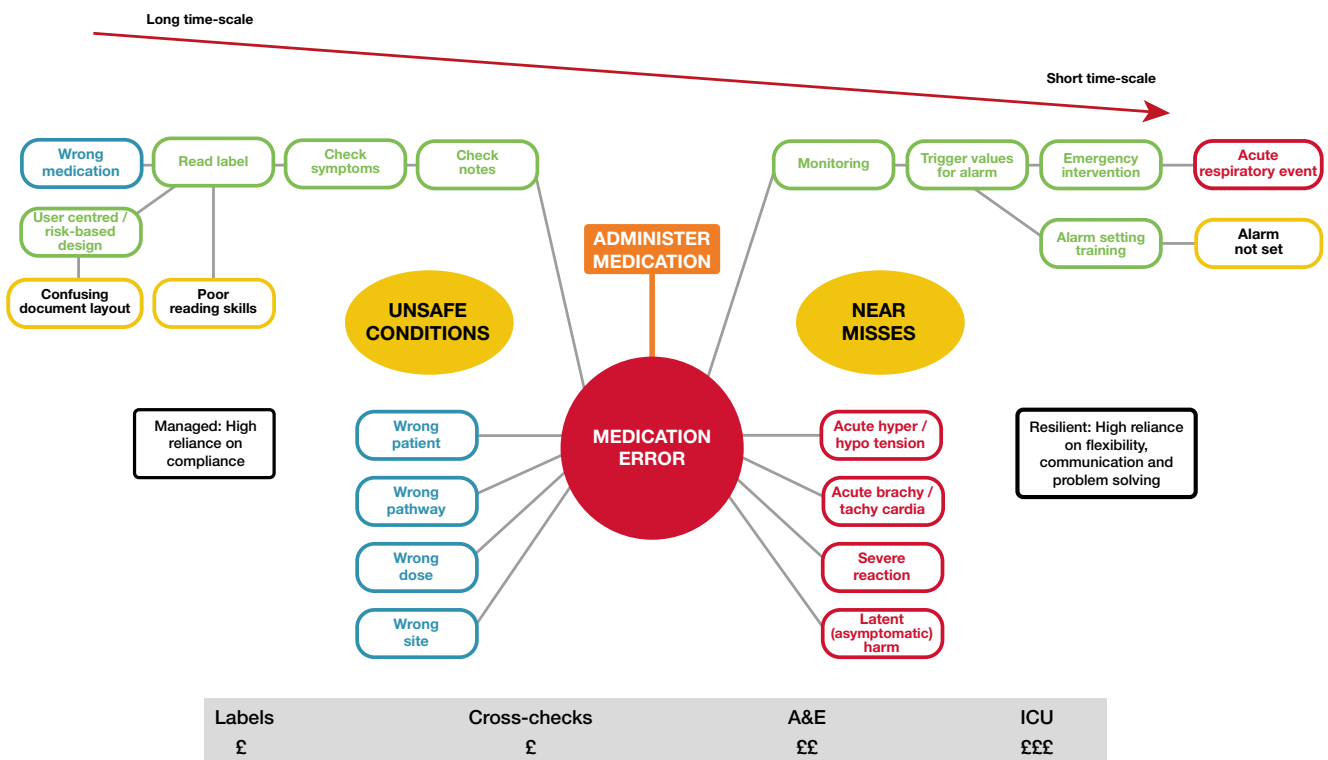 Long time-scale
Short time-scale
Wrong
medication
Read label
Check
symptoms
Check
notes
Monitoring
Trigger values
for alarm
Emergency
intervention
Acute
respiratory event
User centred /
risk-based
design
Alarm setting
training
Alarm
not set
Confusing
document layout
Poor
reading skills
ADMINISTER
MEDICATION
UNSAFE
CONDITIONS
NEAR
MISSES
Managed: High
reliance on
compliance
Resilient: High reliance
on flexibility,
communication and
problem solving
MEDICATION
ERROR
Wrong
patient
Wrong
pathway
Wrong
dose
Wrong
site
Acute hyper /
hypo tension
Acute brachy /
tachy cardia
Severe
reaction
Latent
(asymptomatic)
harm
Labels Cross-checks A&E ICU
£ £ ££ £££